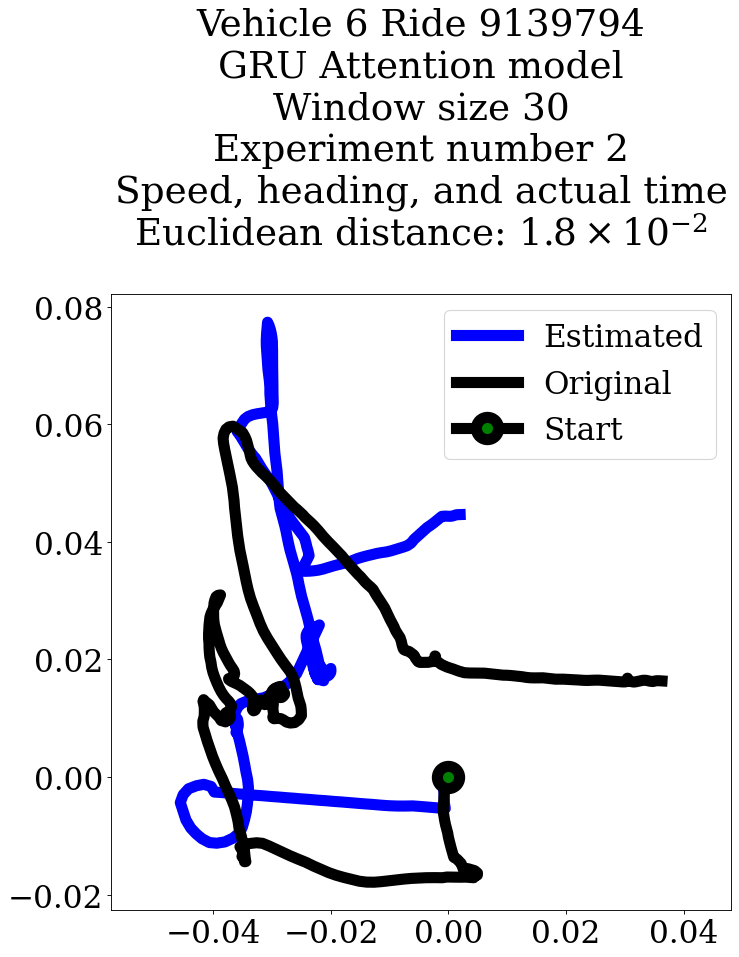 Vehicle 6 Ride 9139794
GRU Attention model
Window size 30
Experiment number 2
Speed, heading, and actual time
Euclidean distance: 1.8 × 10⁻²
Estimated
Original
Start
0.08
0.06
0.04
0.02
0.00
−0.02
−0.04
−0.02
0.00
0.02
0.04